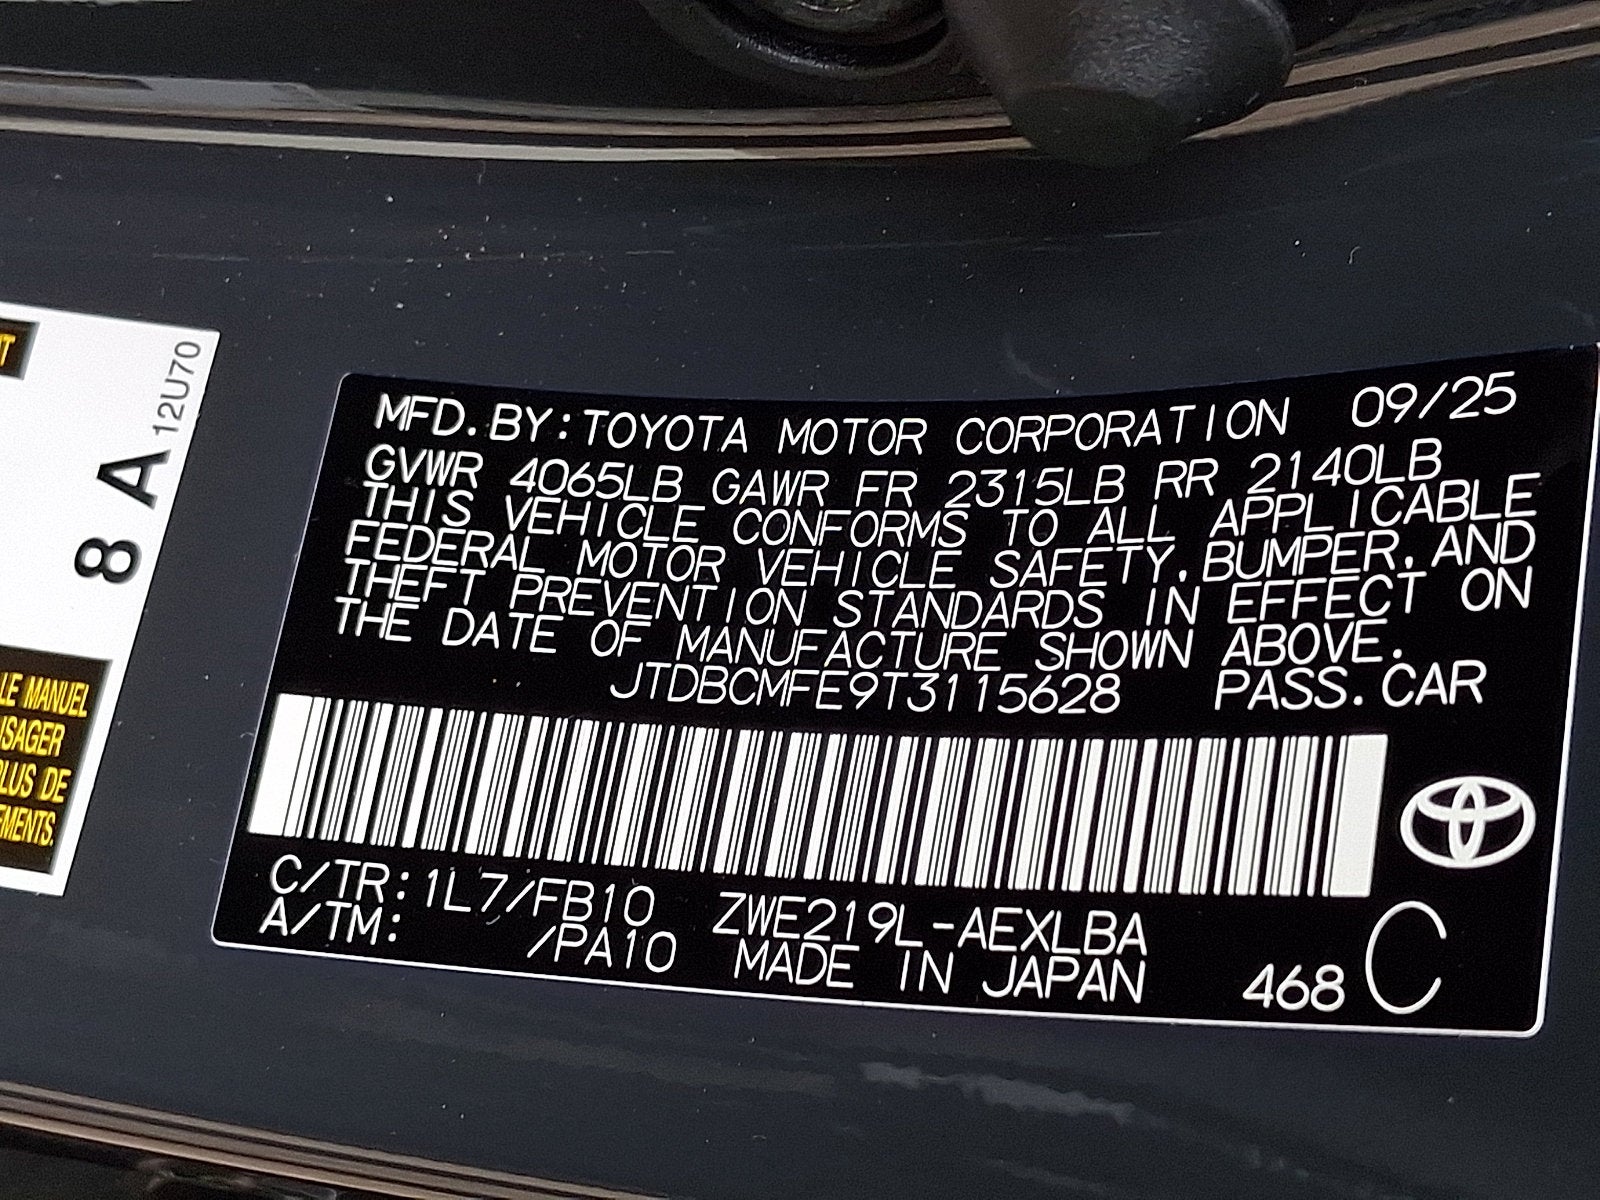 T
12U70
8 A
LE MANUEL
ISAGER
PLUS DE
EMENTS.
MFD. BY: TOYOTA MOTOR CORPORATION 09/25
GVWR 4065LB GAWR FR 2315LB RR 2140LB
THIS VEHICLE CONFORMS TO ALL APPLICABLE
FEDERAL MOTOR VEHICLE SAFETY, BUMPER, AND
THEFT PREVENTION STANDARDS IN EFFECT ON
THE DATE OF MANUFACTURE SHOWN ABOVE.
JTDBCMFE9T3115628 PASS. CAR
C/TR: 1L7/FB10 ZWE219L-AEXLBA
A/TM: /PA10 MADE IN JAPAN 468 C